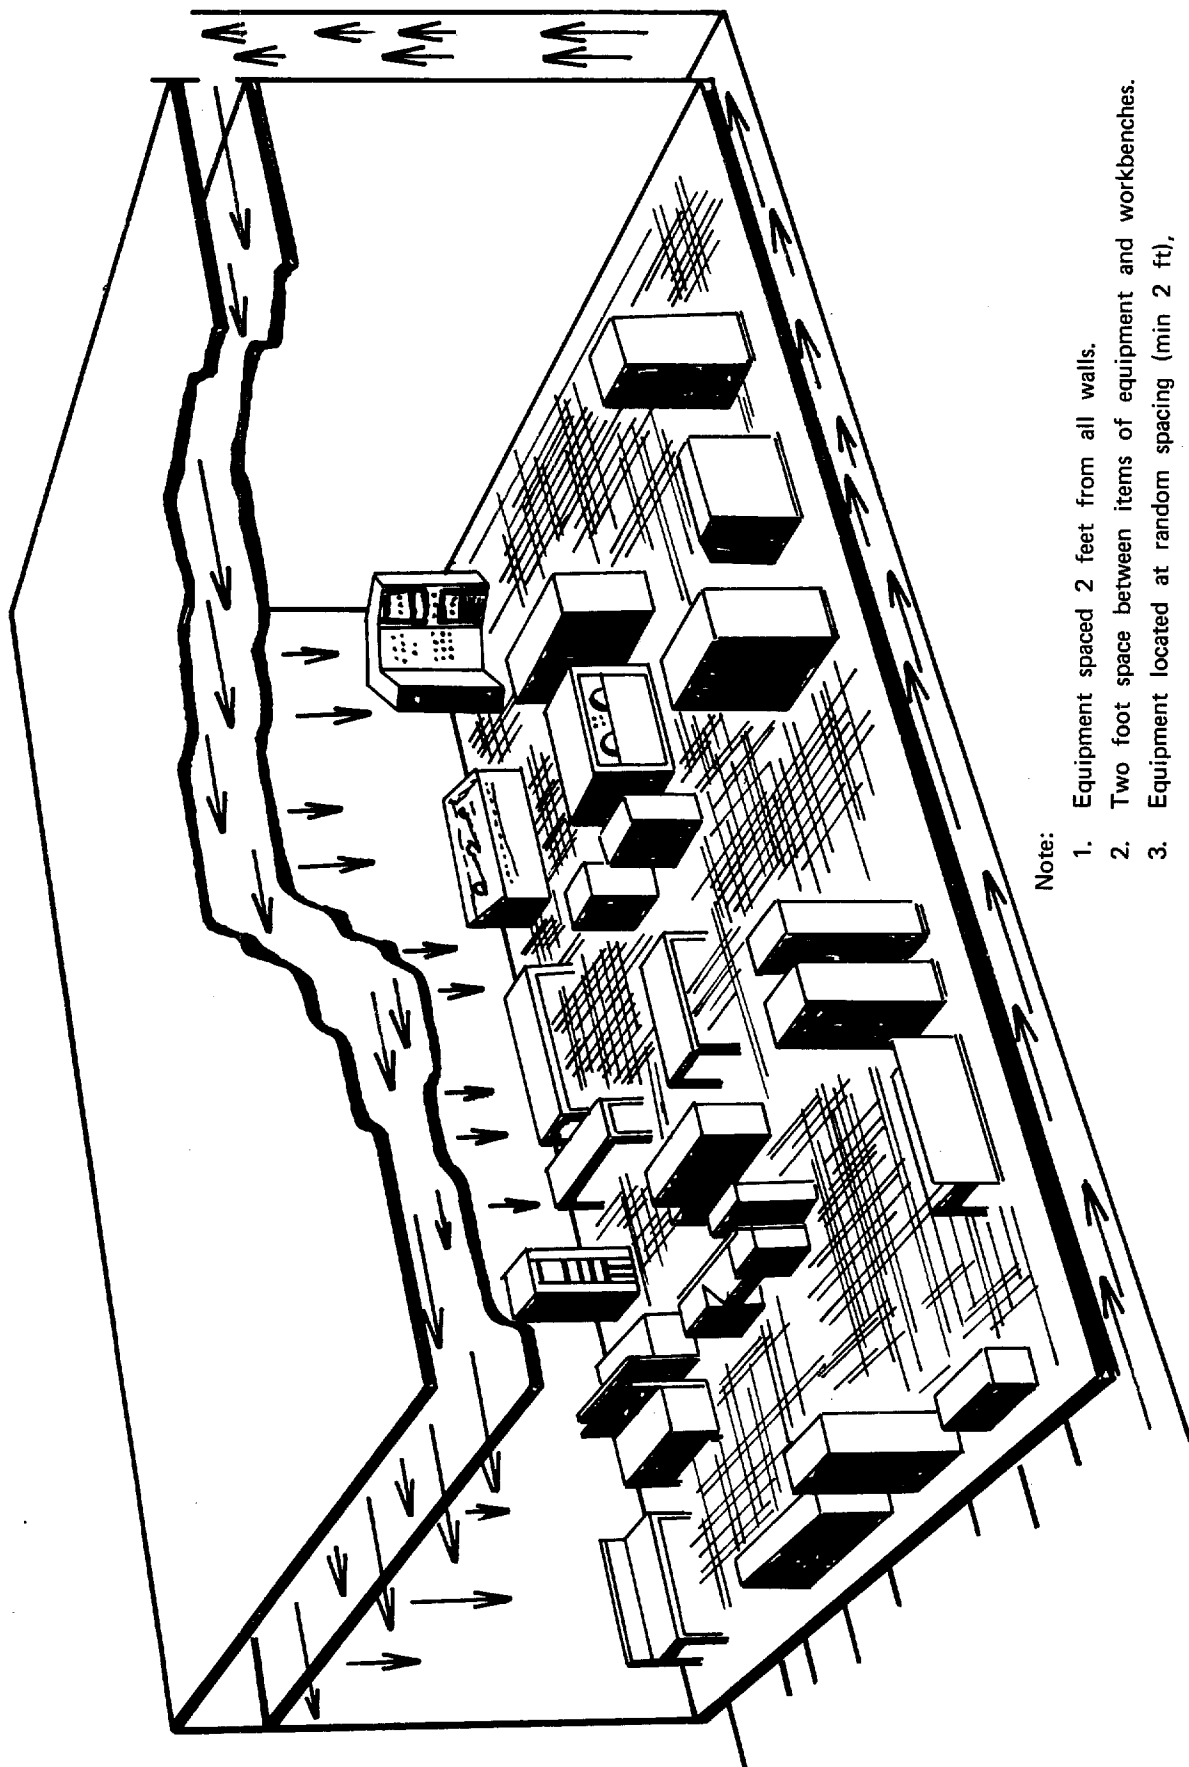 Note:
1. Equipment spaced 2 feet from all walls.
2. Two foot space between items of equipment and workbenches.
3. Equipment located at random spacing (min 2 ft),